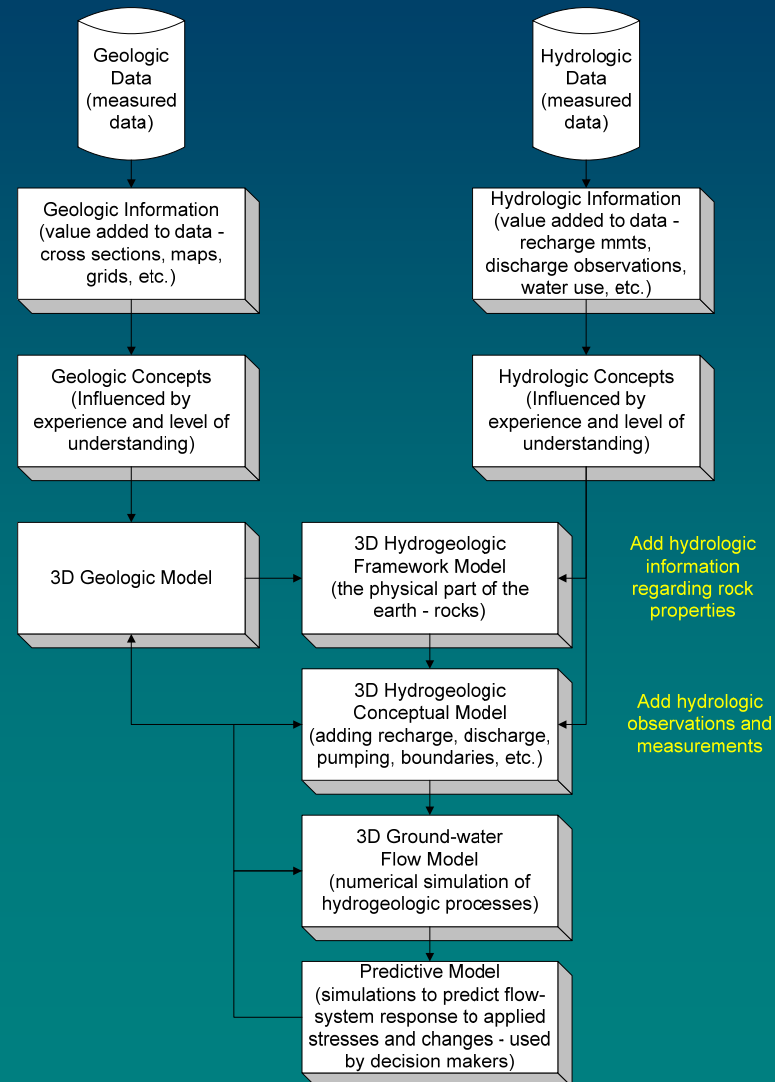 Geologic
Data
(measured
data)
Hydrologic
Data
(measured
data)
Geologic Information
(value added to data -
cross sections, maps,
grids, etc.)
Hydrologic Information
(value added to data -
recharge mmts,
discharge observations,
water use, etc.)
Geologic Concepts
(Influenced by
experience and level of
understanding)
Hydrologic Concepts
(Influenced by
experience and level of
understanding)
3D Geologic Model
3D Hydrogeologic
Framework Model
(the physical part of the
earth - rocks)
Add hydrologic
information
regarding rock
properties
3D Hydrogeologic
Conceptual Model
(adding recharge, discharge,
pumping, boundaries, etc.)
Add hydrologic
observations and
measurements
3D Ground-water
Flow Model
(numerical simulation of
hydrogeologic processes)
Predictive Model
(simulations to predict flow-
system response to applied
stresses and changes - used
by decision makers)